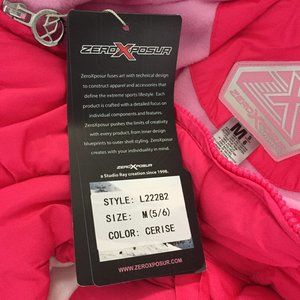 ZEROXPOSUR
ZeroXposur fuses art with technical design
to construct apparel and accessories that
define the extreme sports lifestyle. Each
product is crafted with a detailed focus on
individual components and features.
ZeroXposur pushes the limits of creativity
with every product, from inner design
blueprints to outer shell styling. ZeroXposur
creates your individuality in mind.
ZEROXPOSUR
a Studio Ray creation since 1998.
STYLE: L22282
SIZE: M(5/6)
COLOR: CERISE
WWW.ZEROXPOSUR.COM
M